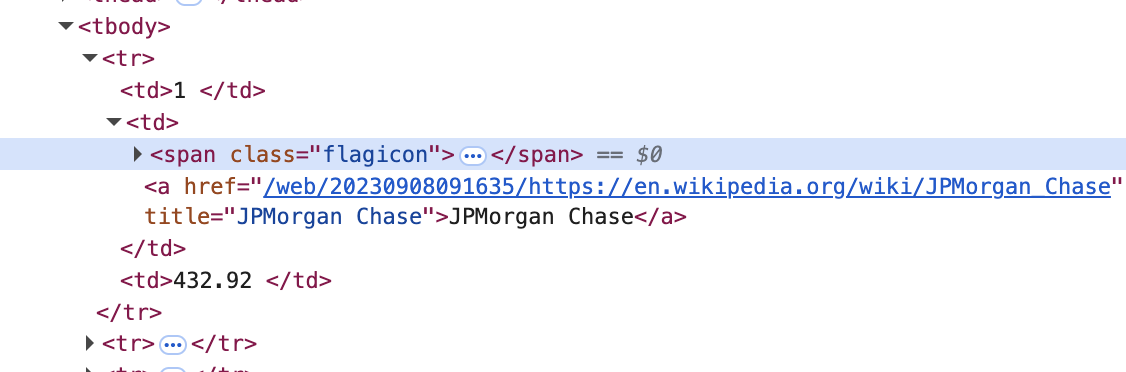 <tbody>
<tr>
<td>1 </td>
<td>
<span class="flagicon"> ••• </span> == $0
<a href="/web/20230908091635/https://en.wikipedia.org/wiki/JPMorgan_Chase"
title="JPMorgan Chase">JPMorgan Chase</a>
</td>
<td>432.92 </td>
</tr>
<tr> ••• </tr>